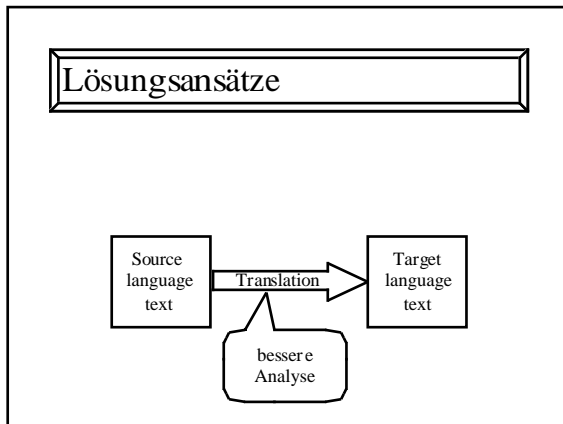 Lösungsansätze
Source
language
text
Translation
Target
language
text
bessere
Analyse